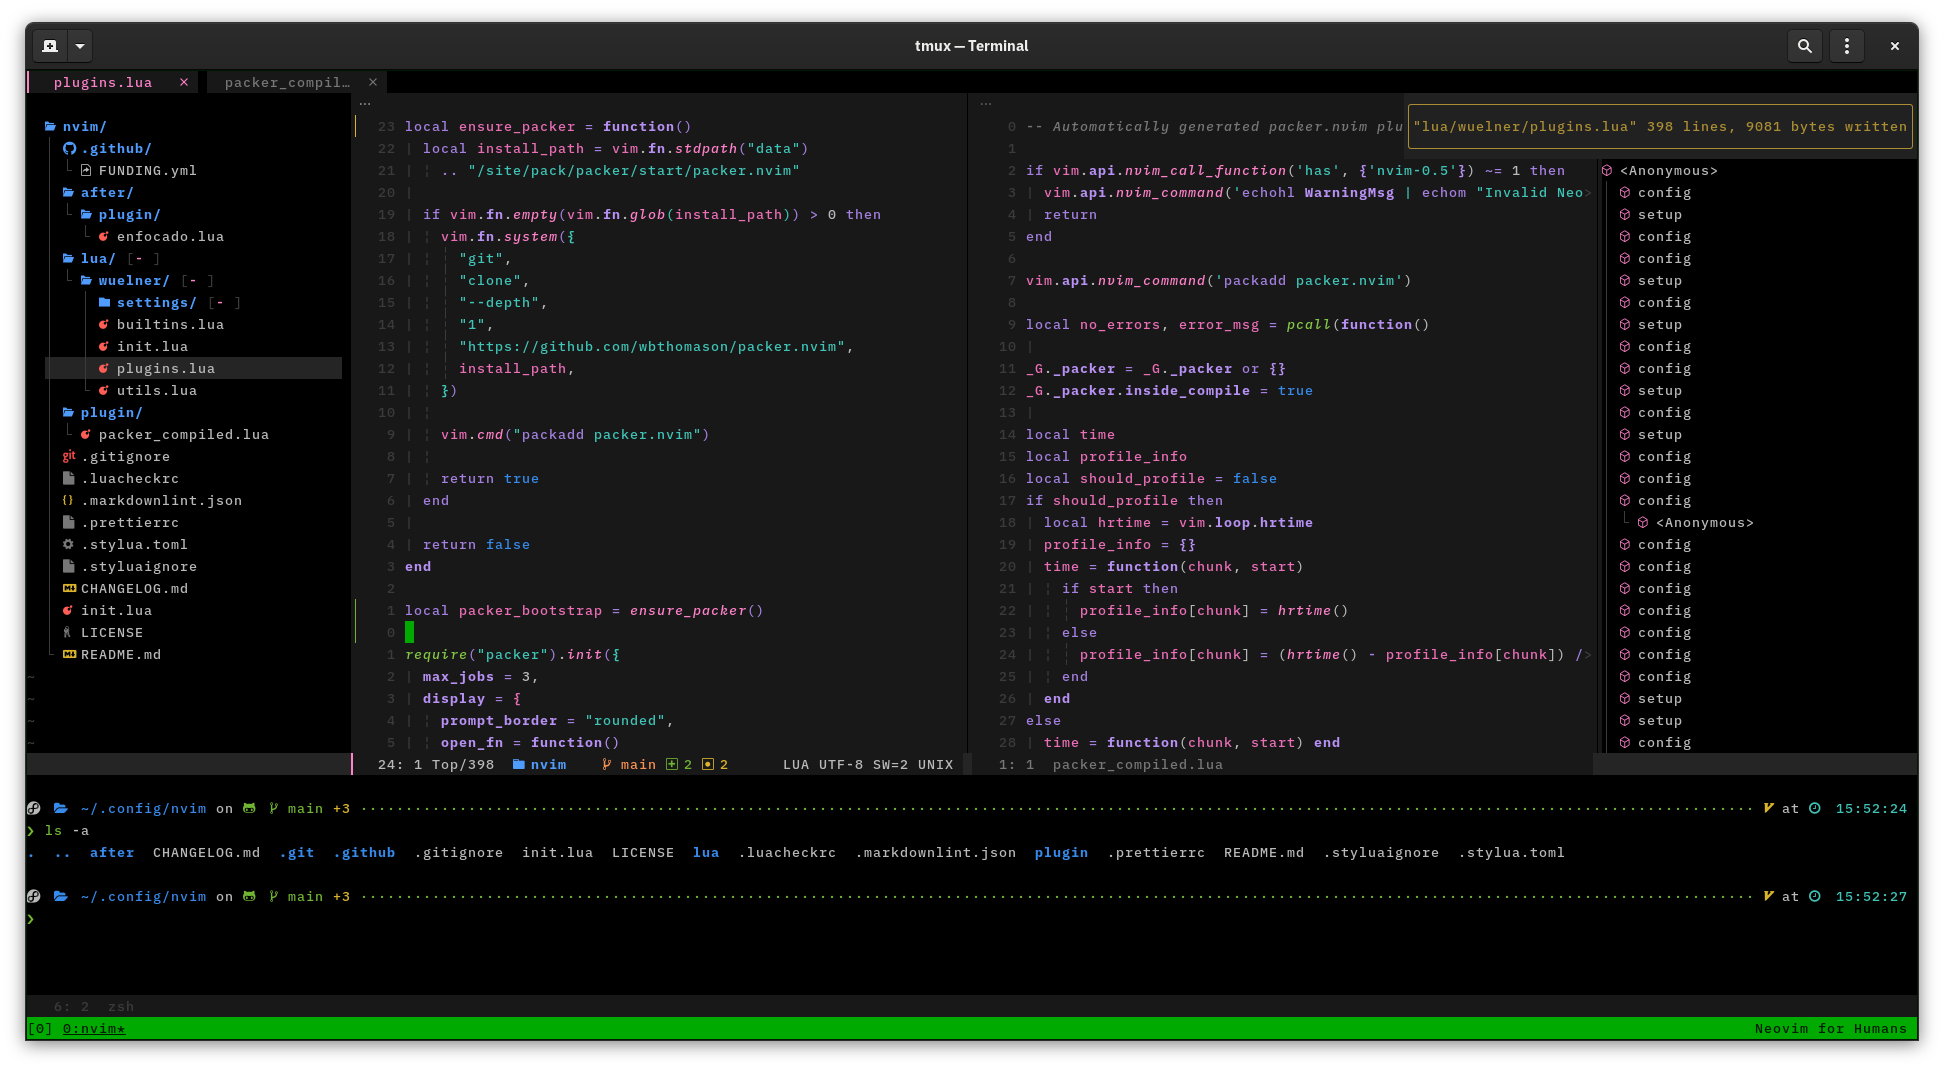 tmux — Terminal
plugins.lua ×
packer_compil… ×
nvim/
.github/
FUNDING.yml
after/
plugin/
enfocado.lua
lua/ [- ]
wuelner/ [- ]
settings/ [- ]
builtins.lua
init.lua
plugins.lua
utils.lua
plugin/
packer_compiled.lua
git .gitignore
.luacheckrc
{} .markdownlint.json
.prettierrc
.stylua.toml
.styluaignore
CHANGELOG.md
init.lua
LICENSE
README.md
~
~
~
~
...
23 local ensure_packer = function()
22 local install_path = vim.fn.stdpath("data")
21 .. "/site/pack/packer/start/packer.nvim"
20
19 if vim.fn.empty(vim.fn.glob(install_path)) > 0 then
18 vim.fn.system({
17 "git",
16 "clone",
15 "--depth",
14 "1",
13 "https://github.com/wbthomason/packer.nvim",
12 install_path,
11 })
10
9 vim.cmd("packadd packer.nvim")
8
7 return true
6 end
5
4 return false
3 end
2
1 local packer_bootstrap = ensure_packer()
0
1 require("packer").init({
2 max_jobs = 3,
3 display = {
4 prompt_border = "rounded",
5 open_fn = function()
24: 1 Top/398 nvim main 2 2 LUA UTF-8 SW=2 UNIX
...
0 -- Automatically generated packer.nvim plu
1
2 if vim.api.nvim_call_function('has', {'nvim-0.5'}) ~= 1 then
3 vim.api.nvim_command('echohl WarningMsg | echom "Invalid Neo>
4 return
5 end
6
7 vim.api.nvim_command('packadd packer.nvim')
8
9 local no_errors, error_msg = pcall(function()
10
11 _G._packer = _G._packer or {}
12 _G._packer.inside_compile = true
13
14 local time
15 local profile_info
16 local should_profile = false
17 if should_profile then
18 local hrtime = vim.loop.hrtime
19 profile_info = {}
20 time = function(chunk, start)
21 if start then
22 profile_info[chunk] = hrtime()
23 else
24 profile_info[chunk] = (hrtime() - profile_info[chunk]) />
25 end
26 end
27 else
28 time = function(chunk, start) end
1: 1 packer_compiled.lua
"lua/wuelner/plugins.lua" 398 lines, 9081 bytes written
<Anonymous>
config
setup
config
config
setup
config
setup
config
config
setup
config
setup
config
config
config
<Anonymous>
config
config
config
config
config
config
config
setup
setup
config
~/.config/nvim on main +3 at 15:52:24
❯ ls -a
. .. after CHANGELOG.md .git .github .gitignore init.lua LICENSE lua .luacheckrc .markdownlint.json plugin .prettierrc README.md .styluaignore .stylua.toml
~/.config/nvim on main +3 at 15:52:27
❯
6: 2 zsh
[0] 0:nvim* Neovim for Humans